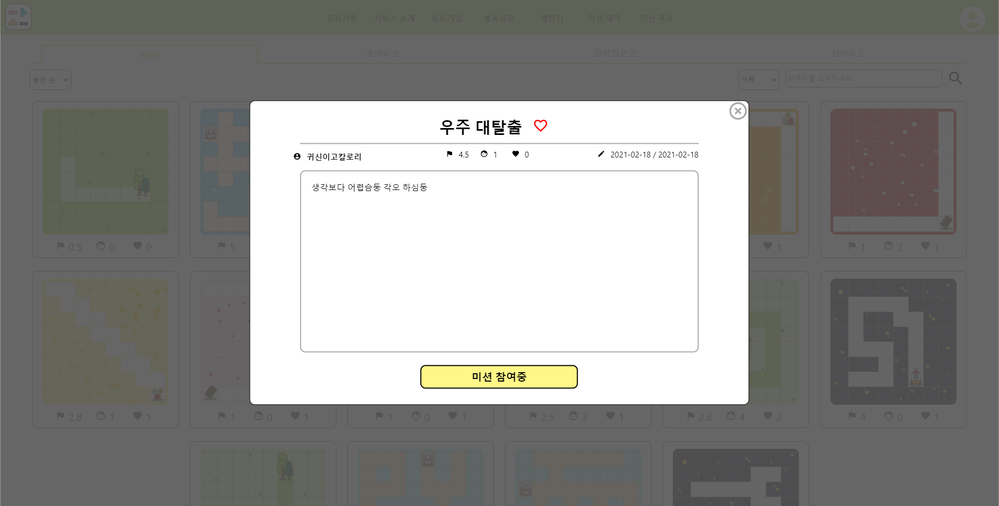 공지사항 서비스 소개 튜토리얼 블록상점 챌린지 미션 제작 미션 목록
NEW 좋아요 순 참여 많은 순 난이도 순
높은 순 제목 검색어를 입력하세요
우주 대탈출
귀신이고칼로리 4.5 1 0 2021-02-18 / 2021-02-18
생각보다 어렵슴둥 각오 하심둥
미션 참여중
0.5 0 0 5 1 1 2 1
2.8 1 1 1 0 1 1 0 1 2.5 3 1 2.6 4 2 4 0 1